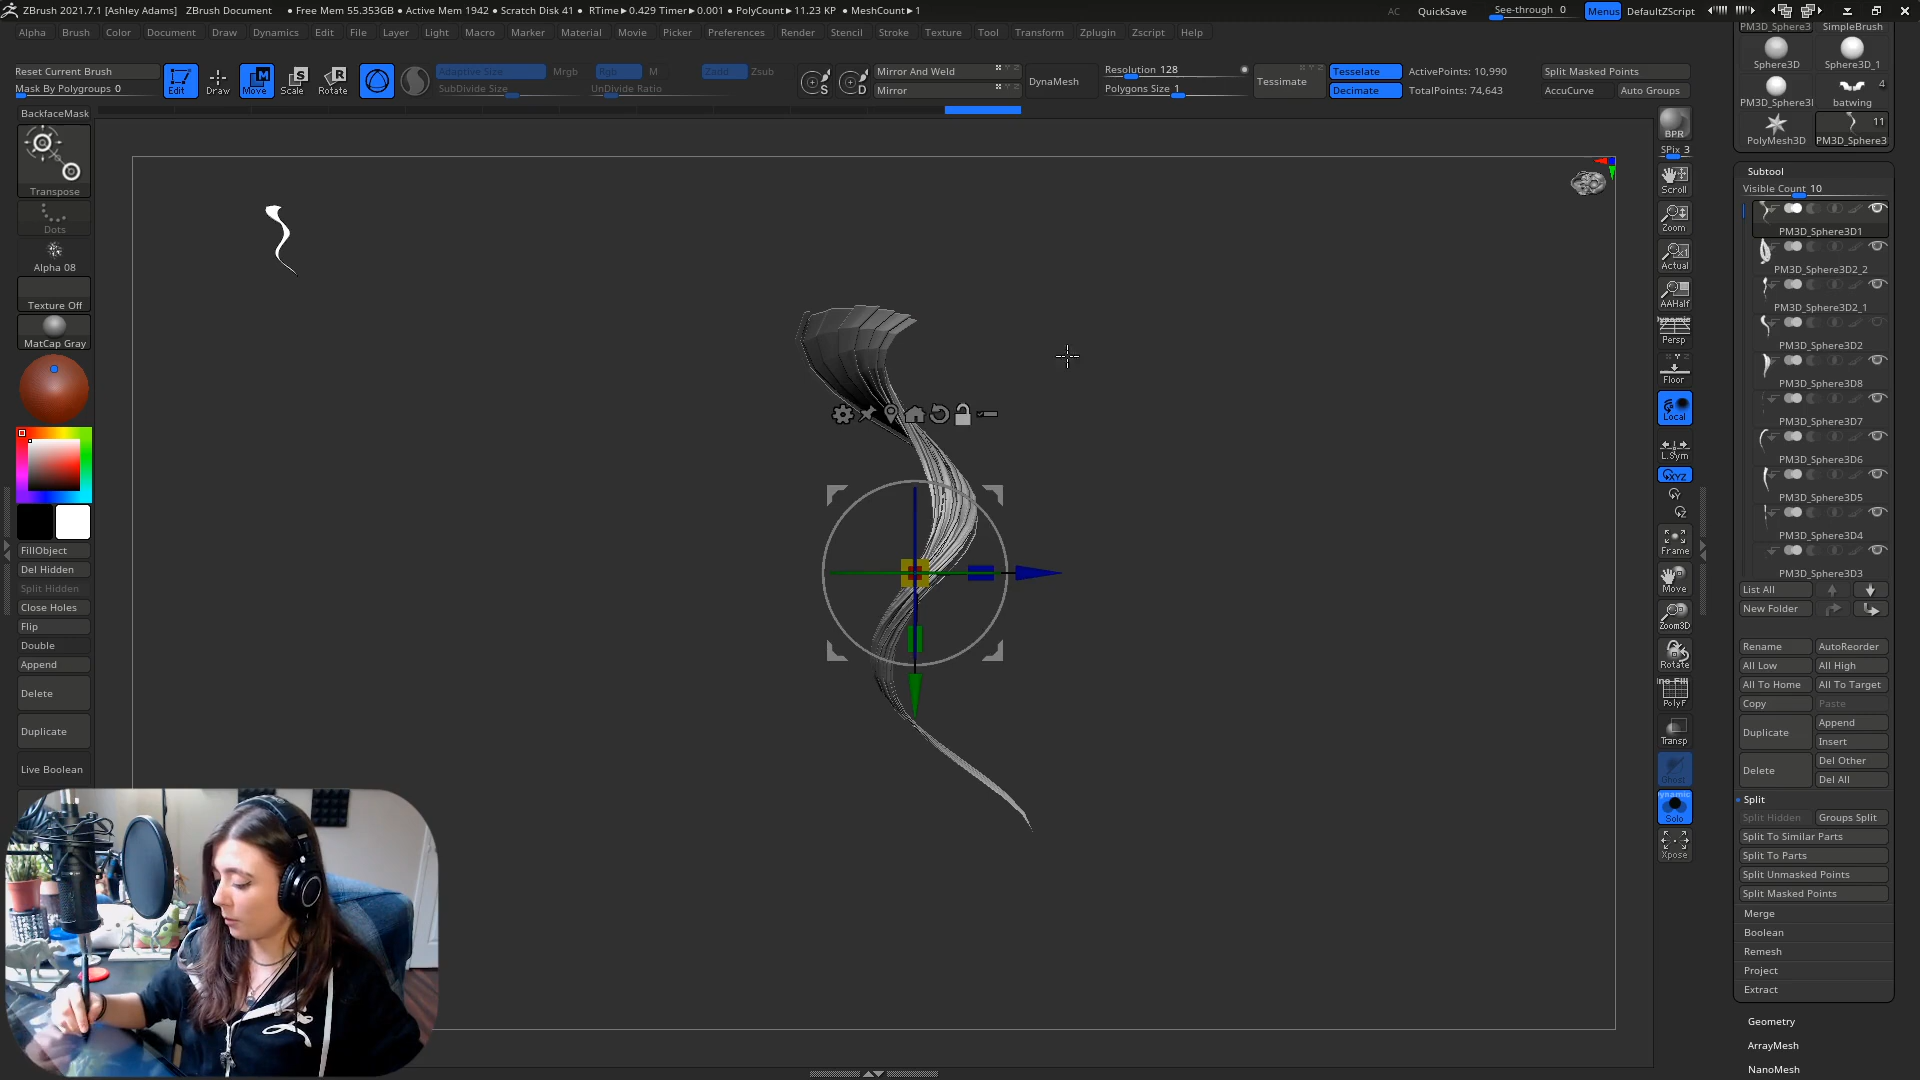 ZBrush 2021.7.1 [Ashley Adams] ZBrush Document • Free Mem 55.353GB • Active Mem 1942 • Scratch Disk 41 • RTime▸0.429 Timer▸0.001 • PolyCount▸11.23 KP • MeshCount▸1 AC QuickSave See-through 0 Menus DefaultZScript
Alpha Brush Color Document Draw Dynamics Edit File Layer Light Macro Marker Material Movie Picker Preferences Render Stencil Stroke Texture Tool Transform Zplugin Zscript Help
Reset Current Brush
Mask By Polygroups 0
Edit Draw Move Scale Rotate
Adaptive Size Mrgb Rgb M Zadd Zsub
SubDivide Size UnDivide Ratio
S D
Mirror And Weld
Mirror
DynaMesh
Resolution 128
Polygons Size 1
Tessimate
Tesselate
Decimate
ActivePoints: 10,990
TotalPoints: 74,643
Split Masked Points
AccuCurve Auto Groups
BackfaceMask
Transpose
Dots
Alpha 08
Texture Off
MatCap Gray
FillObject
Del Hidden
Split Hidden
Close Holes
Flip
Double
Append
Delete
Duplicate
Live Boolean
BPR
SPix 3
Scroll
Zoom
Actual
AAHalf
Dynamic
Persp
Floor
Local
L.Sym
Frame
Move
Zoom3D
Rotate
PolyF
Transp
Ghost
Dynamic
Solo
Xpose
PM3D_Sphere3 SimpleBrush
Sphere3D Sphere3D_1
4
PM3D_Sphere3I batwing
11
PolyMesh3D PM3D_Sphere3
Subtool
Visible Count 10
PM3D_Sphere3D1
PM3D_Sphere3D2_2
PM3D_Sphere3D2_1
PM3D_Sphere3D2
PM3D_Sphere3D8
PM3D_Sphere3D7
PM3D_Sphere3D6
PM3D_Sphere3D5
PM3D_Sphere3D4
PM3D_Sphere3D3
List All
New Folder
Rename AutoReorder
All Low All High
All To Home All To Target
Copy Paste
Duplicate Append
Insert
Delete Del Other
Del All
Split
Split Hidden Groups Split
Split To Similar Parts
Split To Parts
Split Unmasked Points
Split Masked Points
Merge
Boolean
Remesh
Project
Extract
Geometry
ArrayMesh
NanoMesh